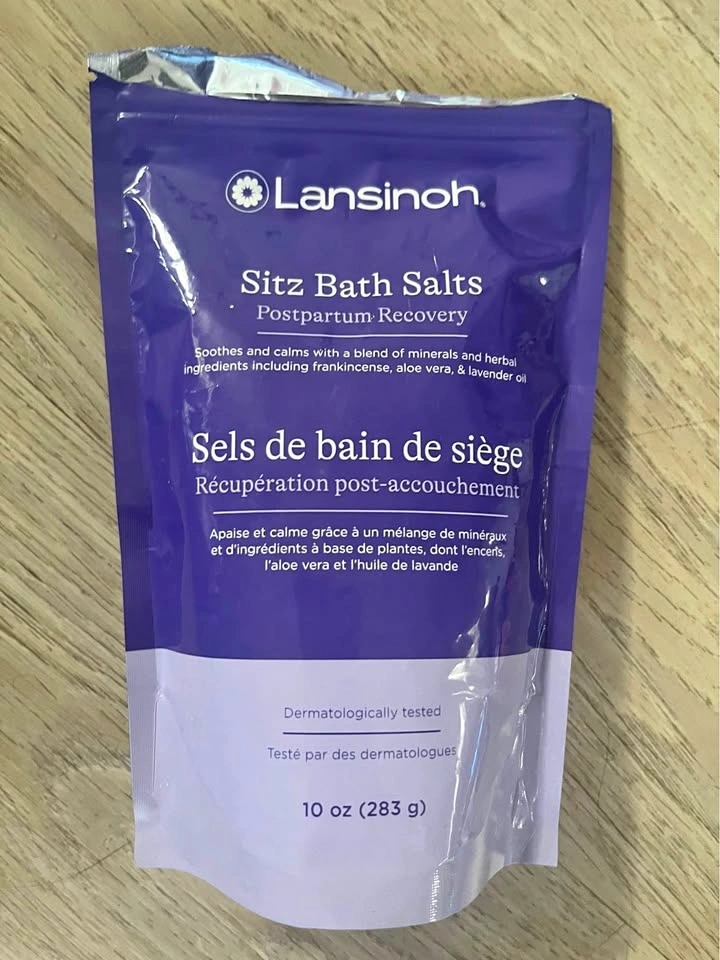 Lansinoh®
Sitz Bath Salts
Postpartum Recovery
Soothes and calms with a blend of minerals and herbal
ingredients including frankincense, aloe vera, & lavender oil
Sels de bain de siège
Récupération post-accouchement
Apaise et calme grâce à un mélange de minéraux
et d'ingrédients à base de plantes, dont l'encens,
l'aloe vera et l'huile de lavande
Dermatologically tested
Testé par des dermatologues
10 oz (283 g)